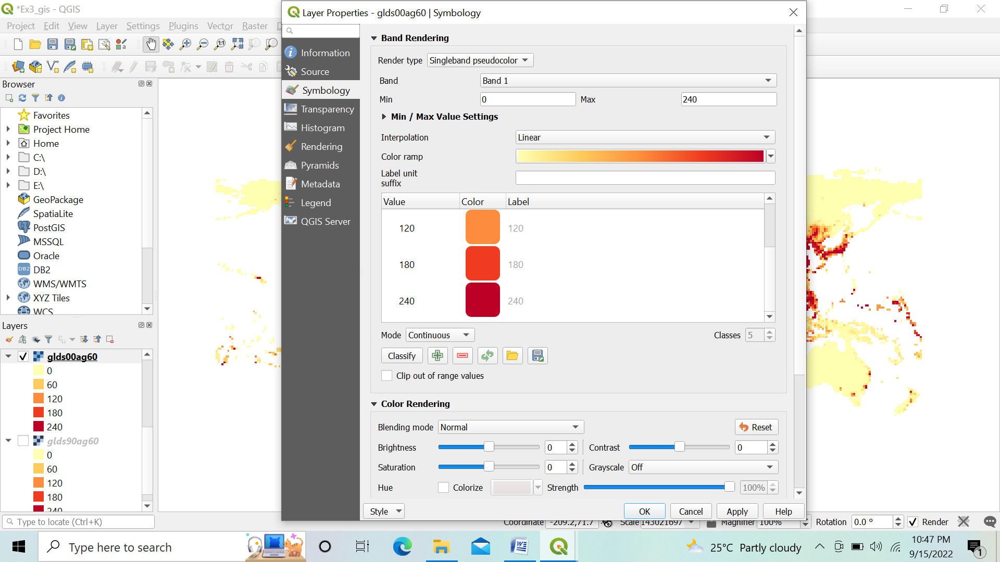 *Ex3_gis - QGIS
Project Edit View Layer Settings Plugins Vector Raster
Browser
Favorites
Project Home
Home
C:\
D:\
E:\
GeoPackage
SpatiaLite
PostGIS
MSSQL
Oracle
DB2
WMS/WMTS
XYZ Tiles
WCS
Layers
glds00ag60
0
60
120
180
240
glds90ag60
0
60
120
180
240
Type to locate (Ctrl+K)
Layer Properties - glds00ag60 | Symbology
Information
Source
Symbology
Transparency
Histogram
Rendering
Pyramids
Metadata
Legend
QGIS Server
Band Rendering
Render type Singleband pseudocolor
Band Band 1
Min 0 Max 240
Min / Max Value Settings
Interpolation Linear
Color ramp
Label unit
suffix
Value Color Label
120 120
180 180
240 240
Mode Continuous Classes 5
Classify
Clip out of range values
Color Rendering
Blending mode Normal Reset
Brightness 0 Contrast 0
Saturation 0 Grayscale Off
Hue Colorize Strength 100%
Style OK Cancel Apply Help
Coordinate -209.2,71.7 Scale 143021697 Magnifier 100% Rotation 0.0 ° Render
Type here to search
25°C Partly cloudy
10:47 PM
9/15/2022
1